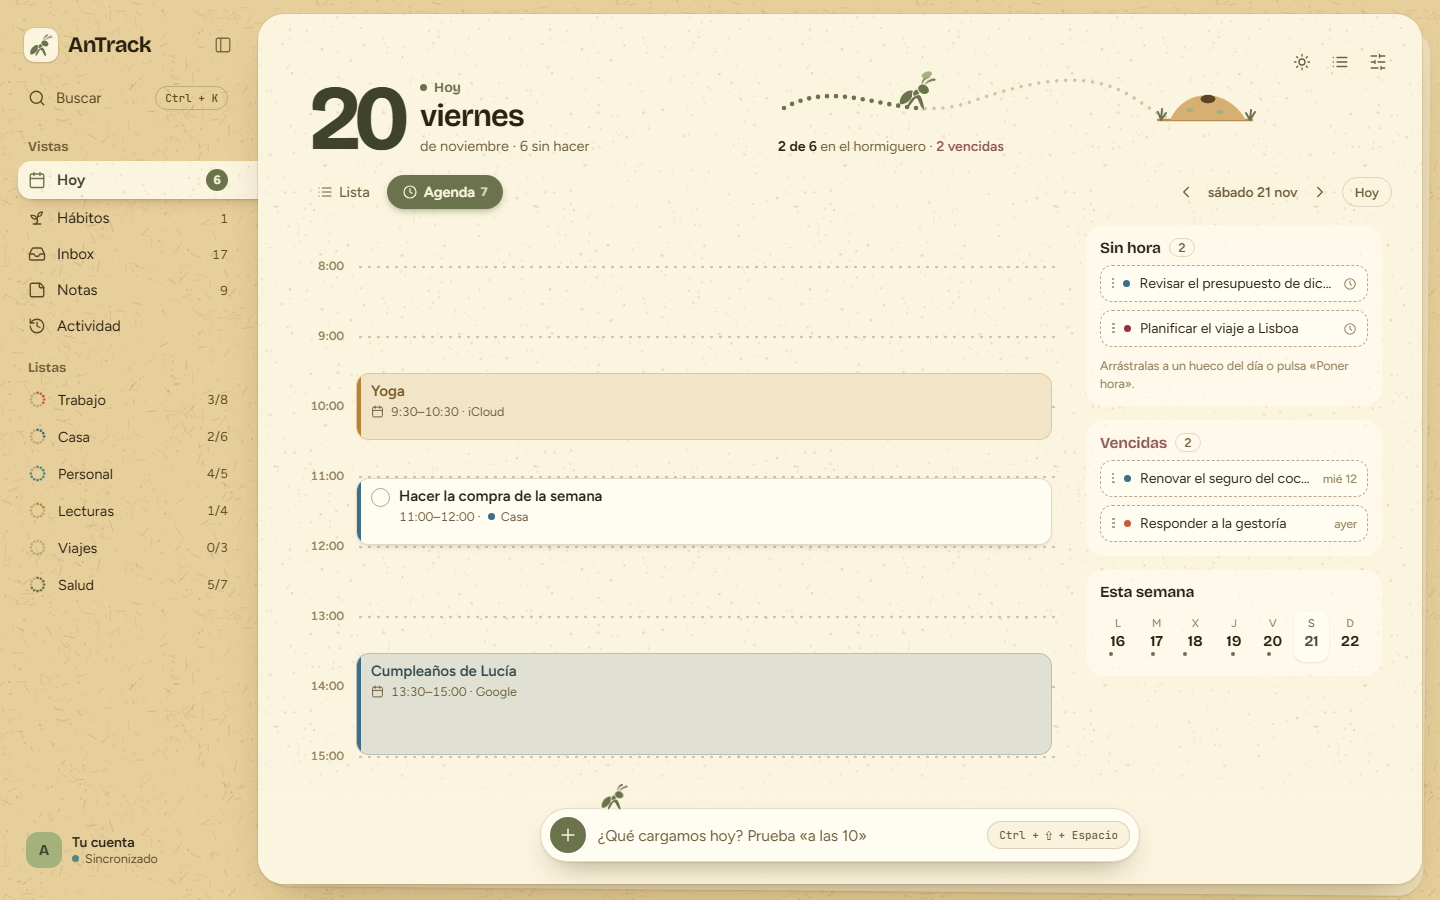 AnTrack
Buscar
Ctrl + K
Vistas
Hoy 6
Hábitos 1
Inbox 17
Notas 9
Actividad
Listas
Trabajo 3/8
Casa 2/6
Personal 4/5
Lecturas 1/4
Viajes 0/3
Salud 5/7
A
Tu cuenta
Sincronizado
20
Hoy
viernes
de noviembre · 6 sin hacer
2 de 6 en el hormiguero · 2 vencidas
Lista
Agenda 7
sábado 21 nov
Hoy
8:00
9:00
Yoga
10:00
9:30–10:30 · iCloud
11:00
Hacer la compra de la semana
11:00–12:00 · Casa
12:00
13:00
Cumpleaños de Lucía
14:00
13:30–15:00 · Google
15:00
Sin hora 2
Revisar el presupuesto de dic...
Planificar el viaje a Lisboa
Arrástralas a un hueco del día o pulsa «Poner
hora».
Vencidas 2
Renovar el seguro del coc... mié 12
Responder a la gestoría ayer
Esta semana
L M X J V S D
16 17 18 19 20 21 22
¿Qué cargamos hoy? Prueba «a las 10»
Ctrl + ⇧ + Espacio